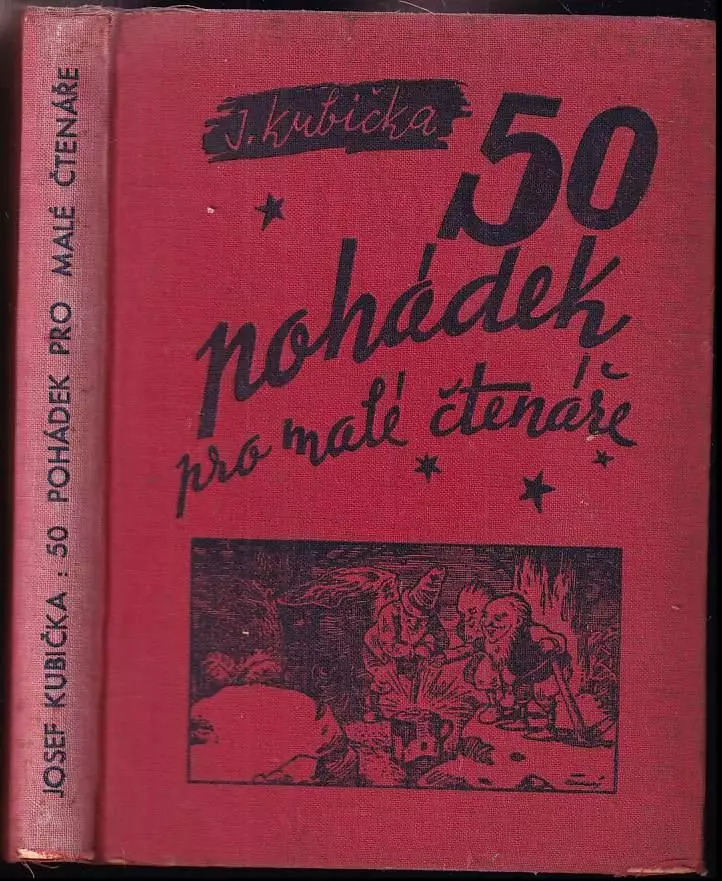 JOSEF KUBIČKA : 50 POHÁDEK PRO MALÉ ČTENÁŘE
J. Kubička
50
pohádek
pro malé čtenáře